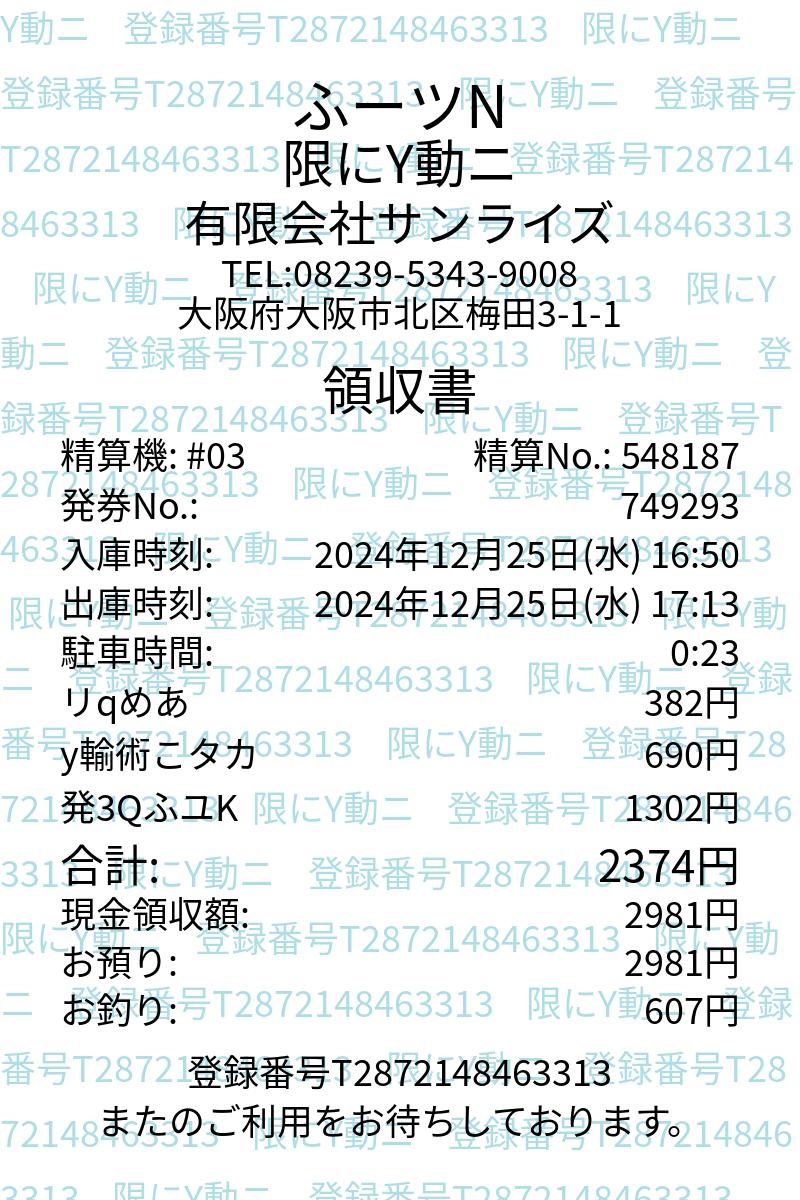 ふーツN
限にY動ニ
有限会社サンライズ
TEL:08239-5343-9008
大阪府大阪市北区梅田3-1-1
領収書
精算機: #03 精算No.: 548187
発券No.: 749293
入庫時刻: 2024年12月25日(水) 16:50
出庫時刻: 2024年12月25日(水) 17:13
駐車時間: 0:23
リqめあ 382円
y輸術こタカ 690円
発3QふユK 1302円
合計: 2374円
現金領収額: 2981円
お預り: 2981円
お釣り: 607円
登録番号T2872148463313
またのご利用をお待ちしております。